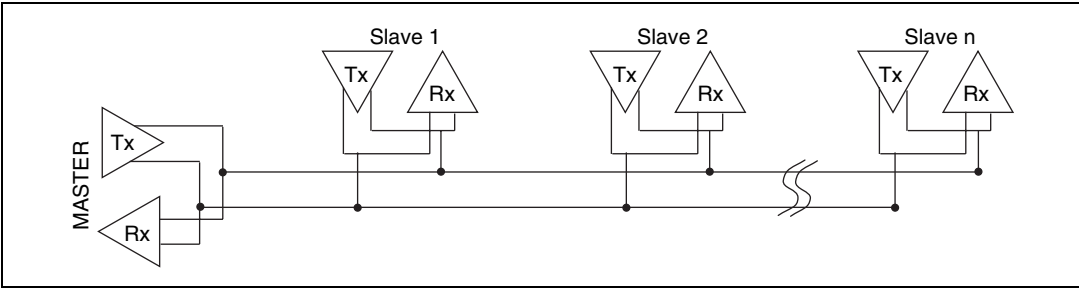 Slave 1
Slave 2
Slave n
Tx
Rx
Tx
Rx
Tx
Rx
MASTER
Tx
Rx